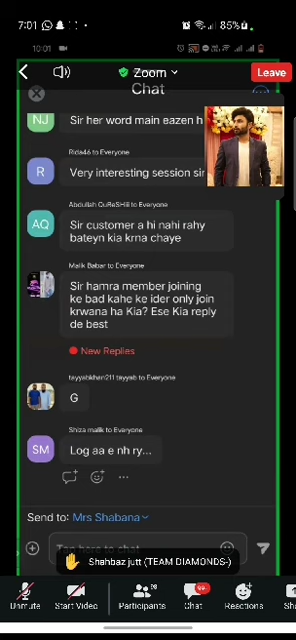 7:01
85%
10:01
Zoom
Leave
Chat
NJ
Sir her word main eazen h
Rida46 to Everyone
R
Very interesting session sir
Abdullah QuReSHiii to Everyone
AQ
Sir customer a hi nahi rahy
bateyn kia krna chaye
Malik Babar to Everyone
Sir hamra member joining
ke bad kahe ke ider only join
krwana ha Kia? Ese Kia reply
de best
New Replies
tayyabkhan211 tayyab to Everyone
G
Shiza malik to Everyone
SM
Log aa e nh ry...
Send to: Mrs Shabana
Tap here to chat
Shahbaz jutt (TEAM DIAMONDS-)
Unmute
Start Video
98
Participants
99
Chat
Reactions